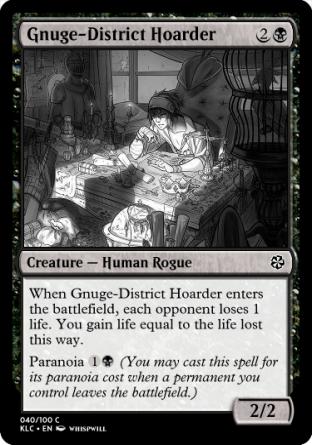 Gnuge-District Hoarder 2
Creature — Human Rogue
When Gnuge-District Hoarder enters
the battlefield, each opponent loses 1
life. You gain life equal to the life lost
this way.
Paranoia 1 (You may cast this spell for
its paranoia cost when a permanent you
control leaves the battlefield.)
2/2
040/100 C
KLC • EN WHISPWILL